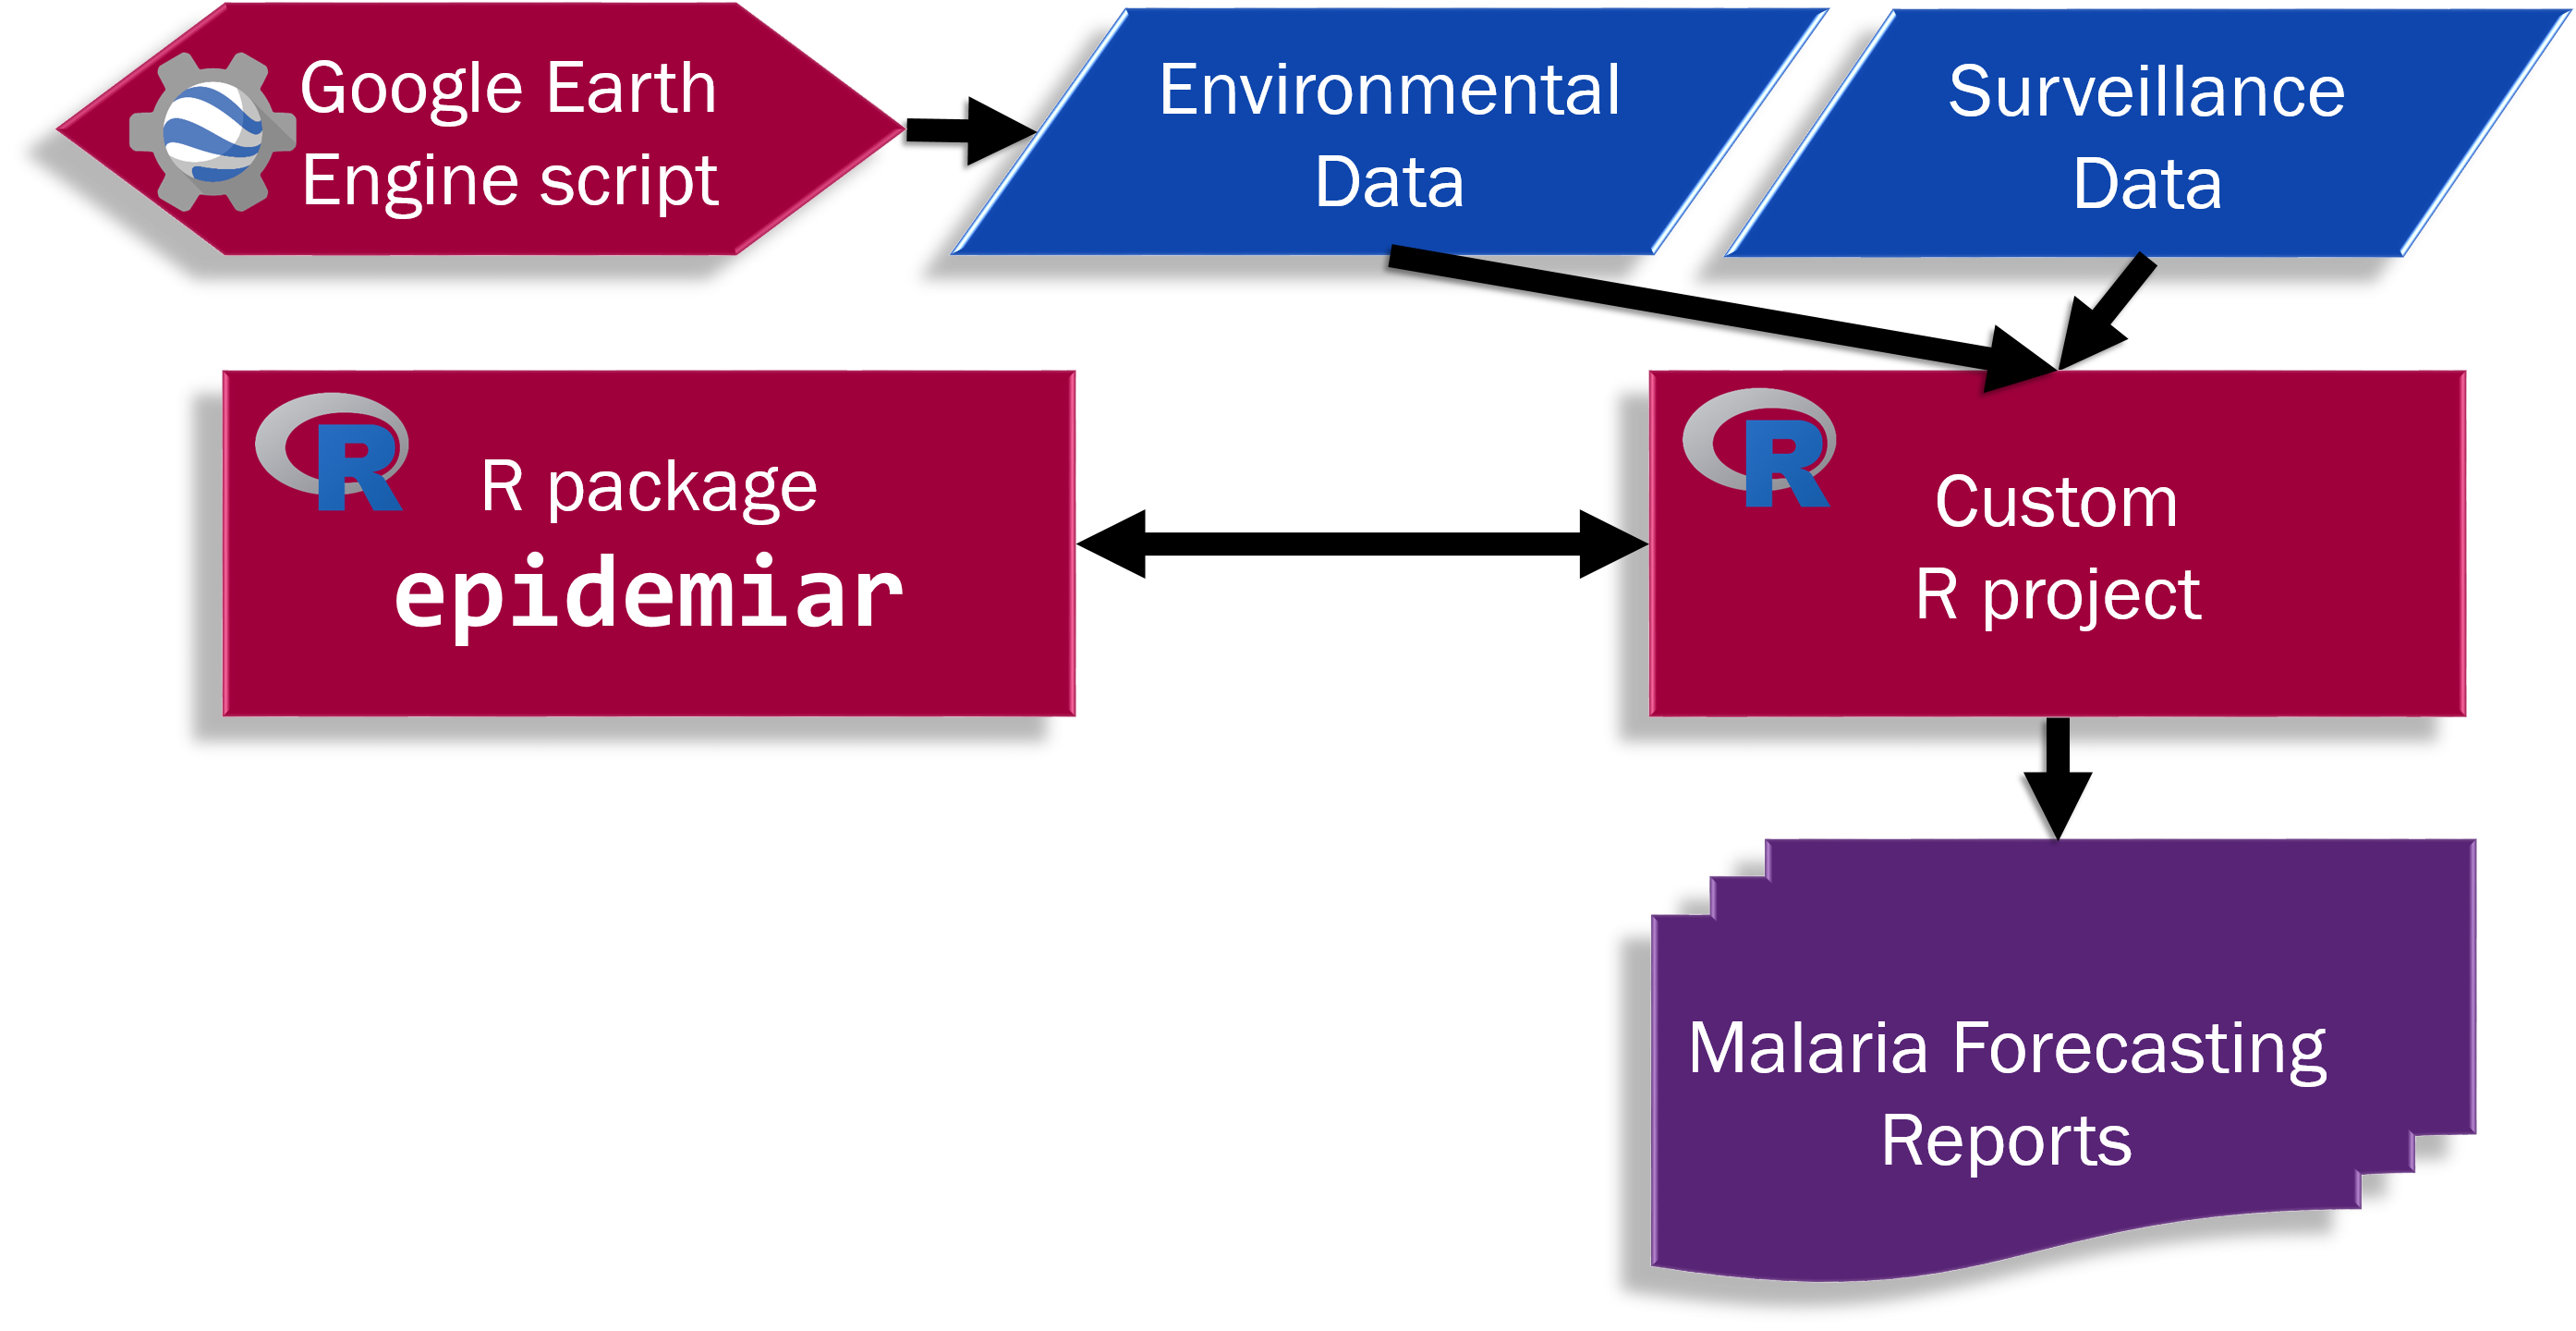 Google Earth
Engine script
Environmental
Data
Surveillance
Data
R
R package
epidemiar
R
Custom
R project
Malaria Forecasting
Reports